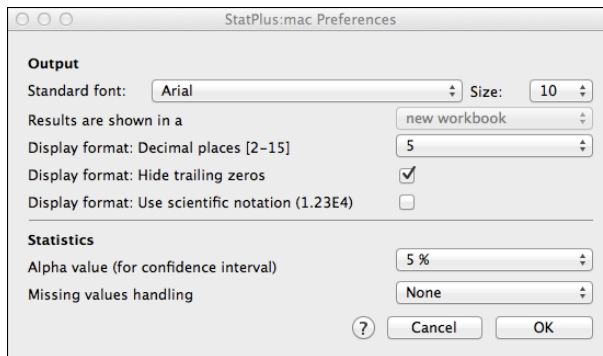 StatPlus:mac Preferences
Output
Standard font: Arial Size: 10
Results are shown in a new workbook
Display format: Decimal places [2-15] 5
Display format: Hide trailing zeros
Display format: Use scientific notation (1.23E4)
Statistics
Alpha value (for confidence interval) 5 %
Missing values handling None
? Cancel OK